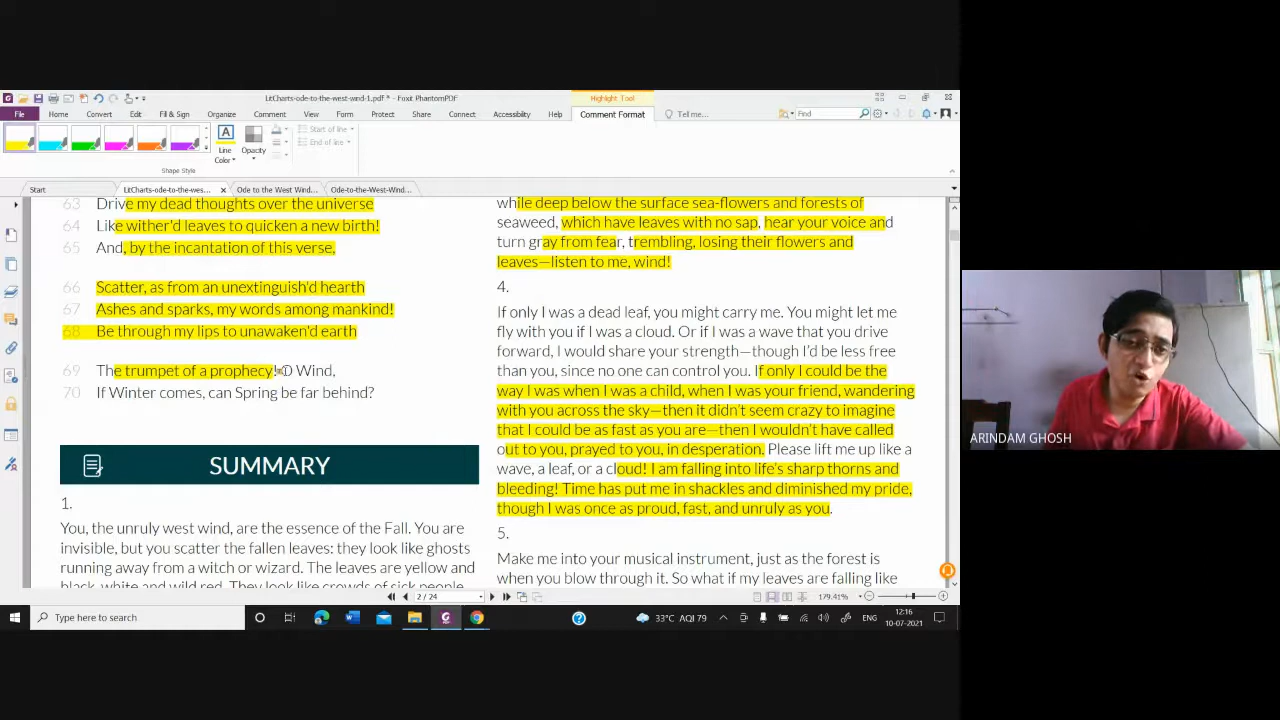 LitCharts-ode-to-the-west-wind-1.pdf * - Foxit PhantomPDF
Highlight Tool
File Home Convert Edit Fill & Sign Organize Comment View Form Protect Share Connect Accessibility Help Comment Format Tell me... Find
Line Color Opacity
Start of line
End of line
Shape Style
Start LitCharts-ode-to-the-wes... × Ode to the West Wind... Ode-to-the-West-Wind...
63 Drive my dead thoughts over the universe
64 Like wither'd leaves to quicken a new birth!
65 And, by the incantation of this verse,
66 Scatter, as from an unextinguish'd hearth
67 Ashes and sparks, my words among mankind!
68 Be through my lips to unawaken'd earth
69 The trumpet of a prophecy! O Wind,
70 If Winter comes, can Spring be far behind?
SUMMARY
1.
You, the unruly west wind, are the essence of the Fall. You are
invisible, but you scatter the fallen leaves: they look like ghosts
running away from a witch or wizard. The leaves are yellow and
black, white and wild red. They look like crowds of sick people
while deep below the surface sea-flowers and forests of
seaweed, which have leaves with no sap, hear your voice and
turn gray from fear, trembling, losing their flowers and
leaves—listen to me, wind!
4.
If only I was a dead leaf, you might carry me. You might let me
fly with you if I was a cloud. Or if I was a wave that you drive
forward, I would share your strength—though I'd be less free
than you, since no one can control you. If only I could be the
way I was when I was a child, when I was your friend, wandering
with you across the sky—then it didn't seem crazy to imagine
that I could be as fast as you are—then I wouldn't have called
out to you, prayed to you, in desperation. Please lift me up like a
wave, a leaf, or a cloud! I am falling into life's sharp thorns and
bleeding! Time has put me in shackles and diminished my pride,
though I was once as proud, fast, and unruly as you.
5.
Make me into your musical instrument, just as the forest is
when you blow through it. So what if my leaves are falling like
2 / 24
179.41%
Type here to search
33°C AQI 79
ENG
12:16
10-07-2021
ARINDAM GHOSH